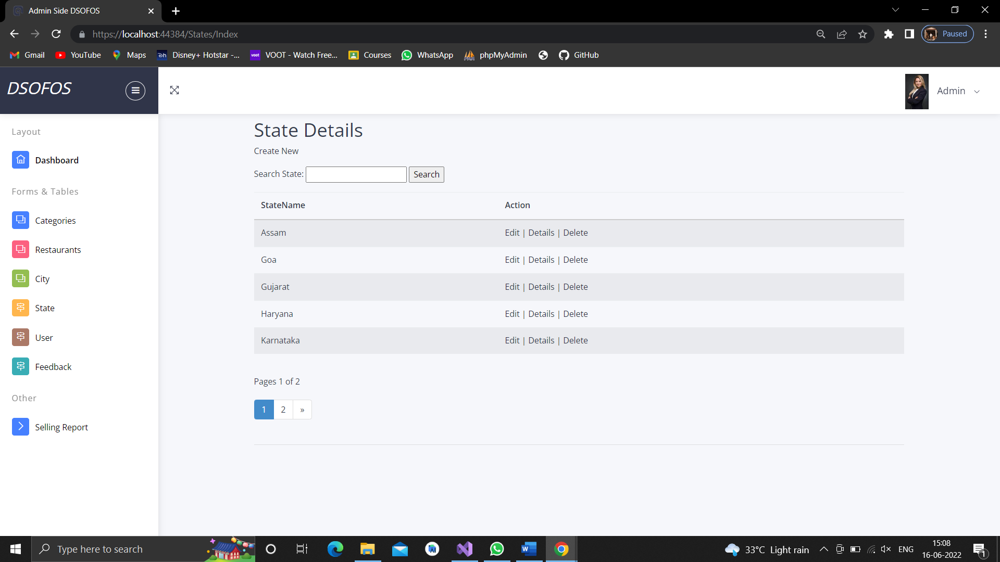 Admin Side DSOFOS
https://localhost:44384/States/Index
Paused
Gmail YouTube Maps Disney+ Hotstar -... VOOT - Watch Free... Courses WhatsApp phpMyAdmin GitHub
DSOFOS
Admin
Layout
Dashboard
Forms & Tables
Categories
Restaurants
City
State
User
Feedback
Other
Selling Report
State Details
Create New
Search State: Search
StateName Action
Assam Edit | Details | Delete
Goa Edit | Details | Delete
Gujarat Edit | Details | Delete
Haryana Edit | Details | Delete
Karnataka Edit | Details | Delete
Pages 1 of 2
1 2 »
Type here to search
33°C Light rain
ENG
15:08
16-06-2022
1